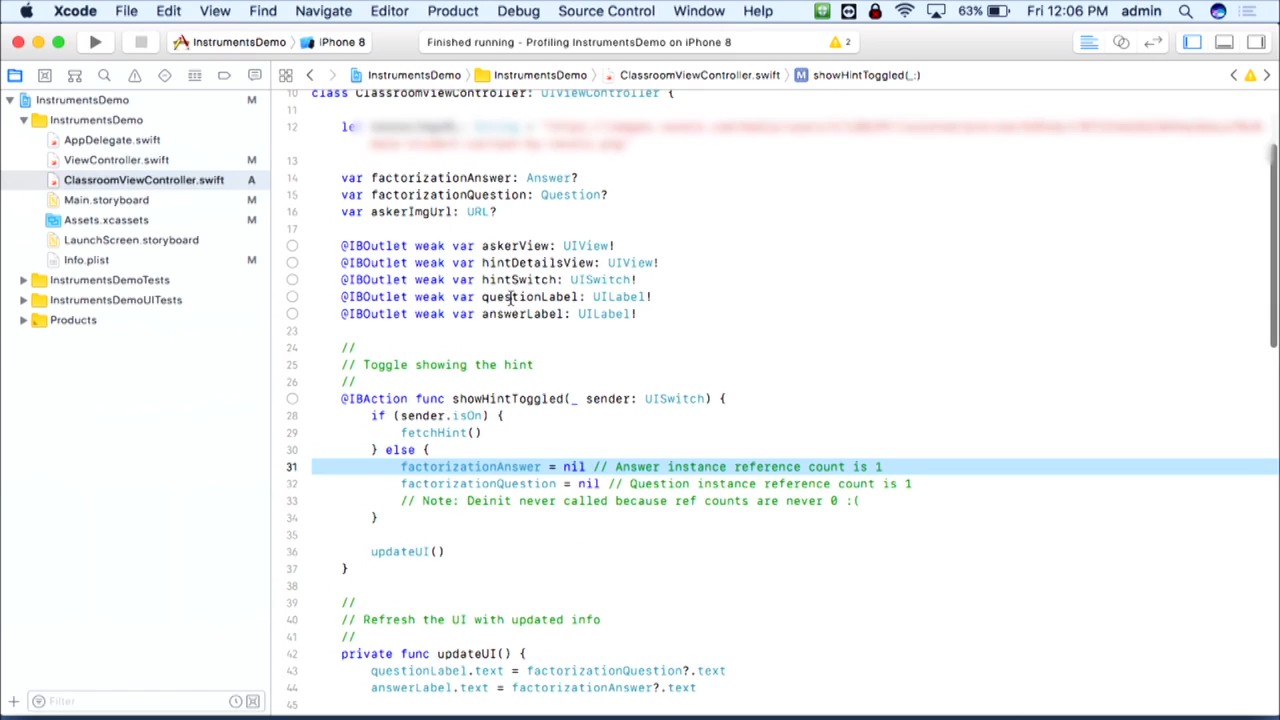 Xcode File Edit View Find Navigate Editor Product Debug Source Control Window Help 63% Fri 12:06 PM admin
InstrumentsDemo iPhone 8 Finished running - Profiling InstrumentsDemo on iPhone 8 2
InstrumentsDemo InstrumentsDemo ClassroomViewController.swift showHintToggled(_:)
InstrumentsDemo M
InstrumentsDemo
AppDelegate.swift
ViewController.swift M
ClassroomViewController.swift A
Main.storyboard M
Assets.xcassets M
LaunchScreen.storyboard
Info.plist M
InstrumentsDemoTests
InstrumentsDemoUITests
Products
Filter
10 class ClassroomViewController: UIViewController {
11
12
13
14 var factorizationAnswer: Answer?
15 var factorizationQuestion: Question?
16 var askerImgUrl: URL?
17
@IBOutlet weak var askerView: UIView!
@IBOutlet weak var hintDetailsView: UIView!
@IBOutlet weak var hintSwitch: UISwitch!
@IBOutlet weak var questionLabel: UILabel!
@IBOutlet weak var answerLabel: UILabel!
23
24 //
25 // Toggle showing the hint
26 //
@IBAction func showHintToggled(_ sender: UISwitch) {
28 if (sender.isOn) {
29 fetchHint()
30 } else {
31 factorizationAnswer = nil // Answer instance reference count is 1
32 factorizationQuestion = nil // Question instance reference count is 1
33 // Note: Deinit never called because ref counts are never 0 :(
34 }
35
36 updateUI()
37 }
38
39 //
40 // Refresh the UI with updated info
41 //
42 private func updateUI() {
43 questionLabel.text = factorizationQuestion?.text
44 answerLabel.text = factorizationAnswer?.text
45